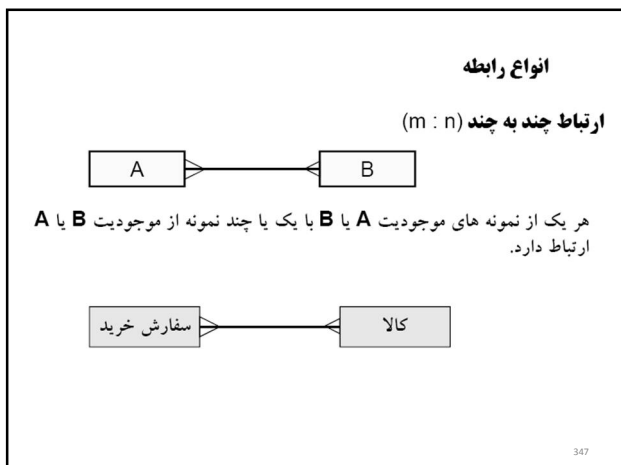 انواع رابطه
ارتباط چند به چند (m : n)
A
B
هر یک از نمونه های موجودیت A یا B با یک یا چند نمونه از موجودیت B یا A
ارتباط دارد.
سفارش خرید
کالا
347